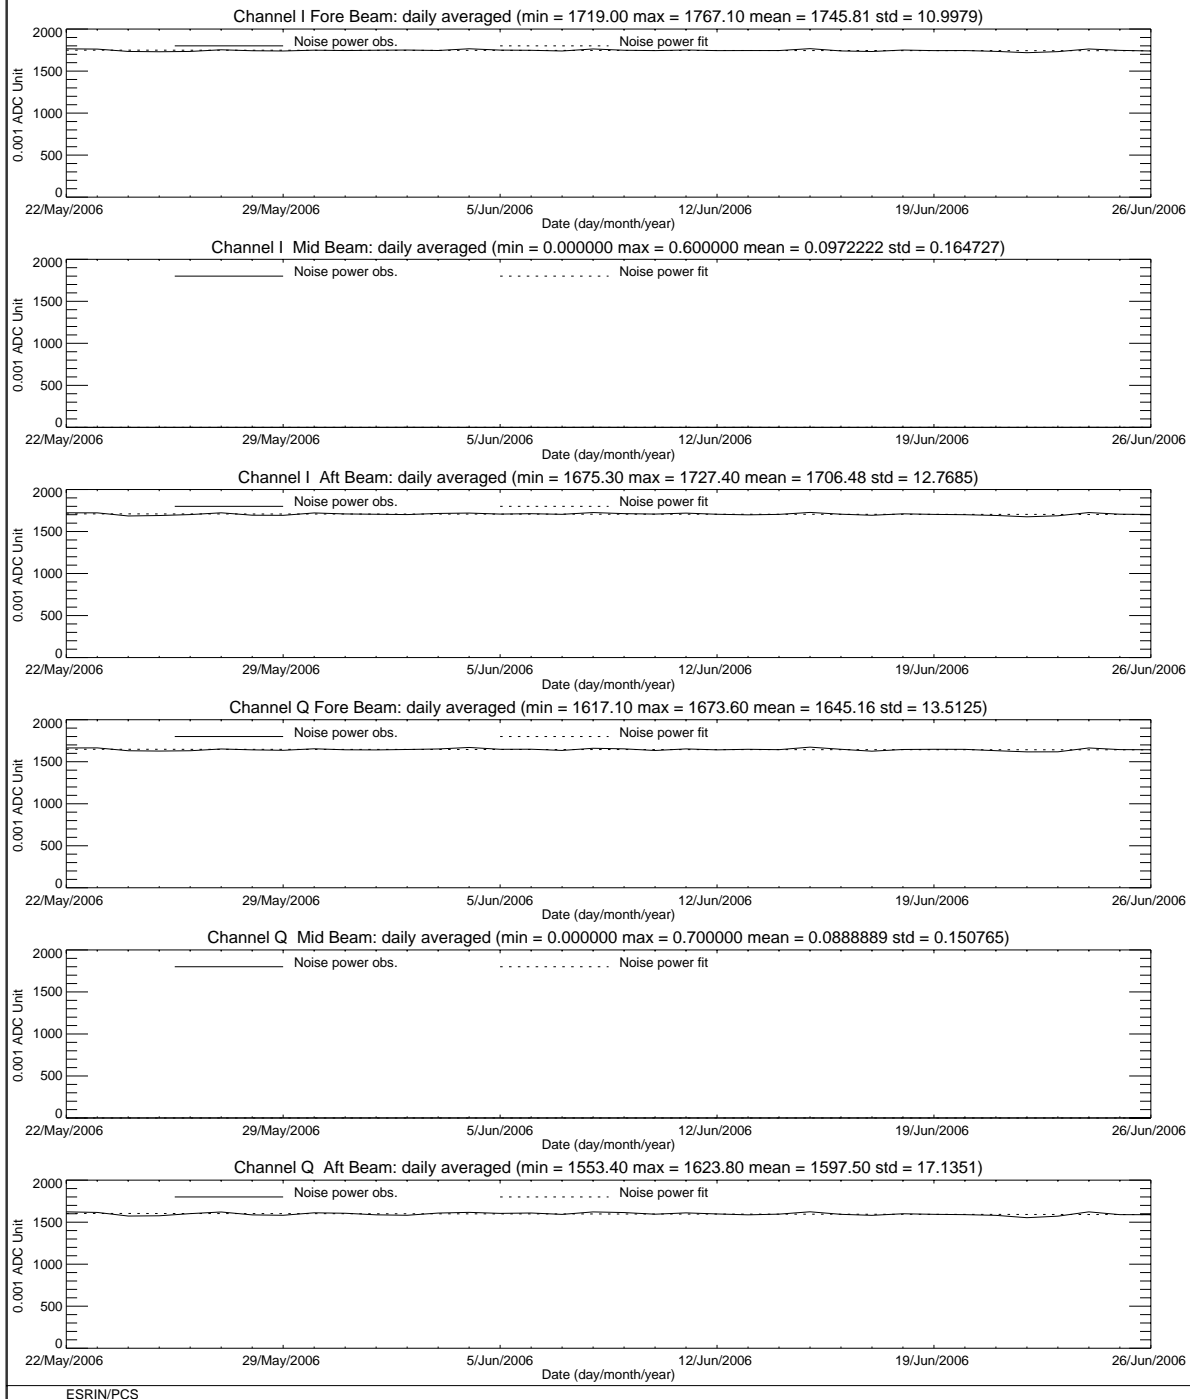 Channel I Fore Beam: daily averaged (min = 1719.00 max = 1767.10 mean = 1745.81 std = 10.9979)
2000
Noise power obs.
Noise power fit
1500
1000
500
0
0.001 ADC Unit
22/May/2006 29/May/2006 5/Jun/2006 12/Jun/2006 19/Jun/2006 26/Jun/2006
Date (day/month/year)
Channel I Mid Beam: daily averaged (min = 0.000000 max = 0.600000 mean = 0.0972222 std = 0.164727)
2000
Noise power obs.
Noise power fit
1500
1000
500
0
0.001 ADC Unit
22/May/2006 29/May/2006 5/Jun/2006 12/Jun/2006 19/Jun/2006 26/Jun/2006
Date (day/month/year)
Channel I Aft Beam: daily averaged (min = 1675.30 max = 1727.40 mean = 1706.48 std = 12.7685)
2000
Noise power obs.
Noise power fit
1500
1000
500
0
0.001 ADC Unit
22/May/2006 29/May/2006 5/Jun/2006 12/Jun/2006 19/Jun/2006 26/Jun/2006
Date (day/month/year)
Channel Q Fore Beam: daily averaged (min = 1617.10 max = 1673.60 mean = 1645.16 std = 13.5125)
2000
Noise power obs.
Noise power fit
1500
1000
500
0
0.001 ADC Unit
22/May/2006 29/May/2006 5/Jun/2006 12/Jun/2006 19/Jun/2006 26/Jun/2006
Date (day/month/year)
Channel Q Mid Beam: daily averaged (min = 0.000000 max = 0.700000 mean = 0.0888889 std = 0.150765)
2000
Noise power obs.
Noise power fit
1500
1000
500
0
0.001 ADC Unit
22/May/2006 29/May/2006 5/Jun/2006 12/Jun/2006 19/Jun/2006 26/Jun/2006
Date (day/month/year)
Channel Q Aft Beam: daily averaged (min = 1553.40 max = 1623.80 mean = 1597.50 std = 17.1351)
2000
Noise power obs.
Noise power fit
1500
1000
500
0
0.001 ADC Unit
22/May/2006 29/May/2006 5/Jun/2006 12/Jun/2006 19/Jun/2006 26/Jun/2006
Date (day/month/year)
ESRIN/PCS